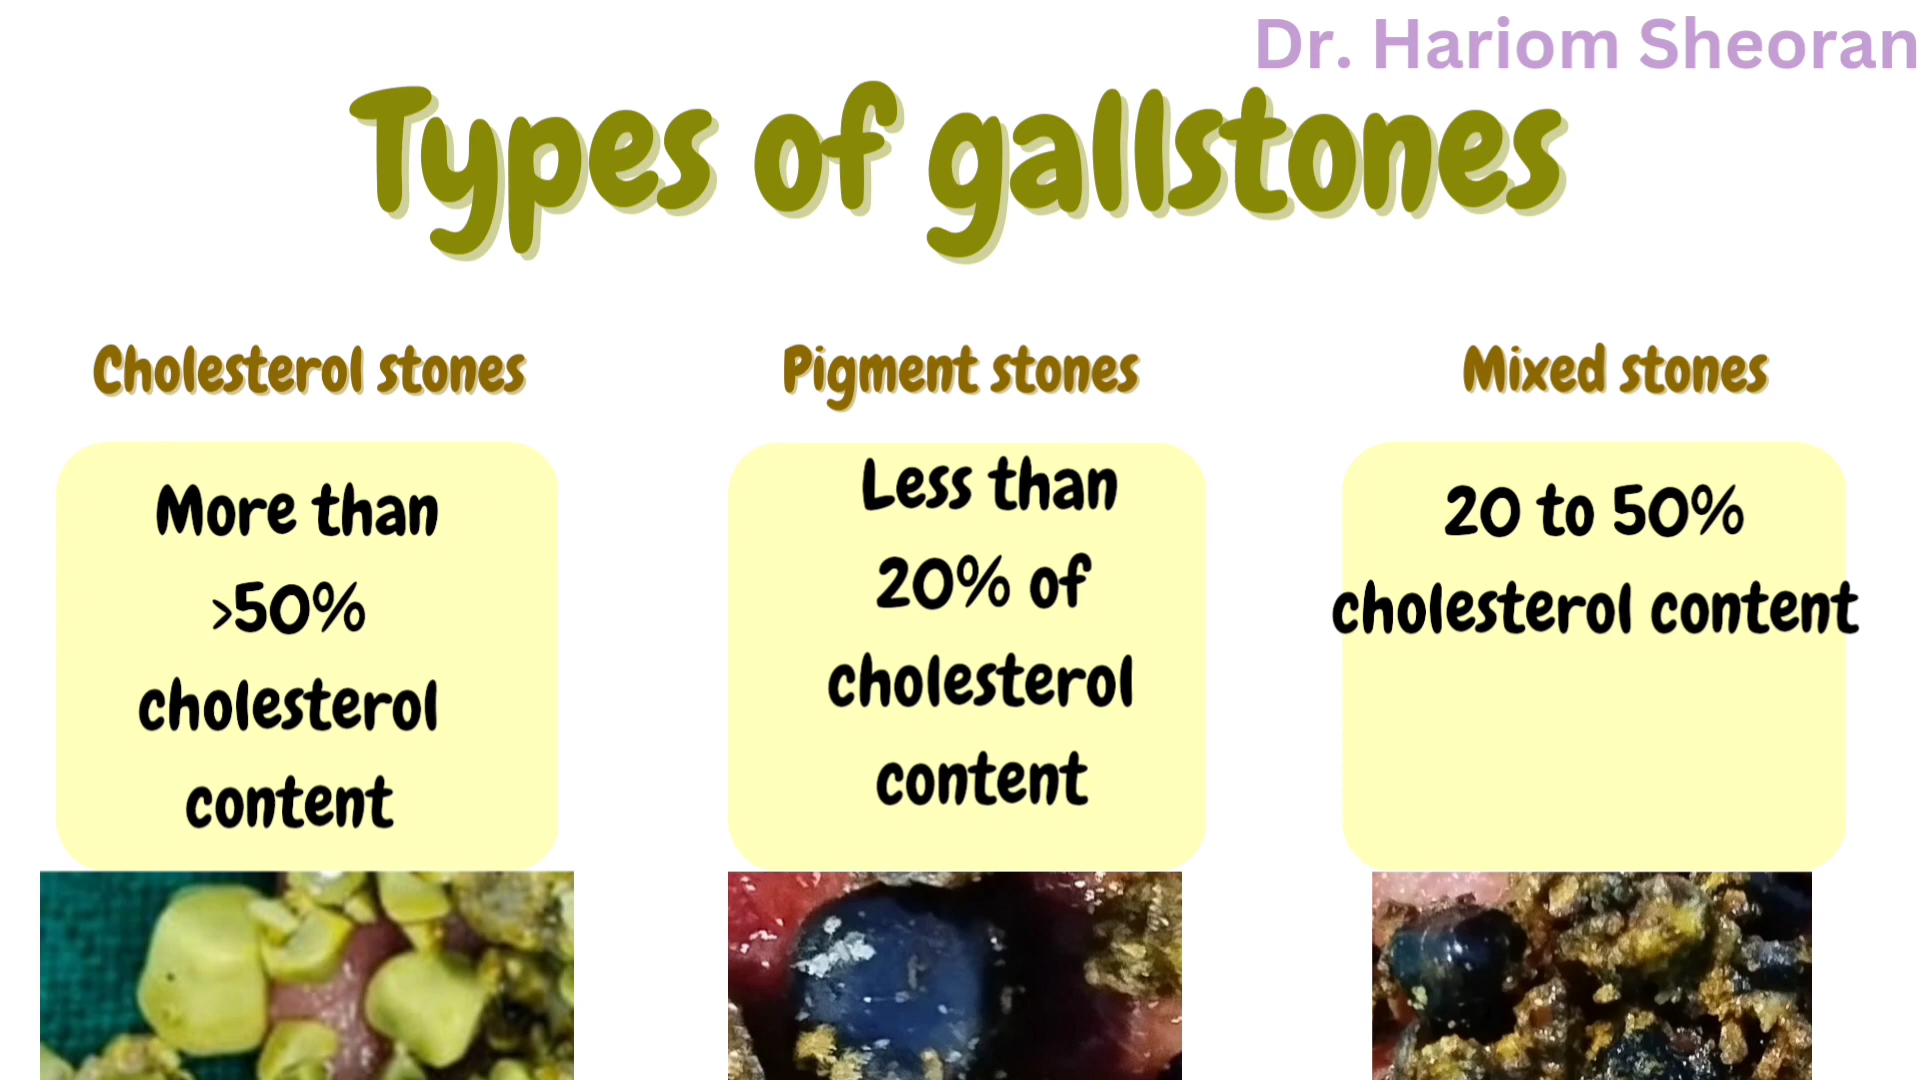 Dr. Hariom Sheoran
Types of gallstones
Cholesterol stones
More than
>50%
cholesterol
content
Pigment stones
Less than
20% of
cholesterol
content
Mixed stones
20 to 50%
cholesterol content